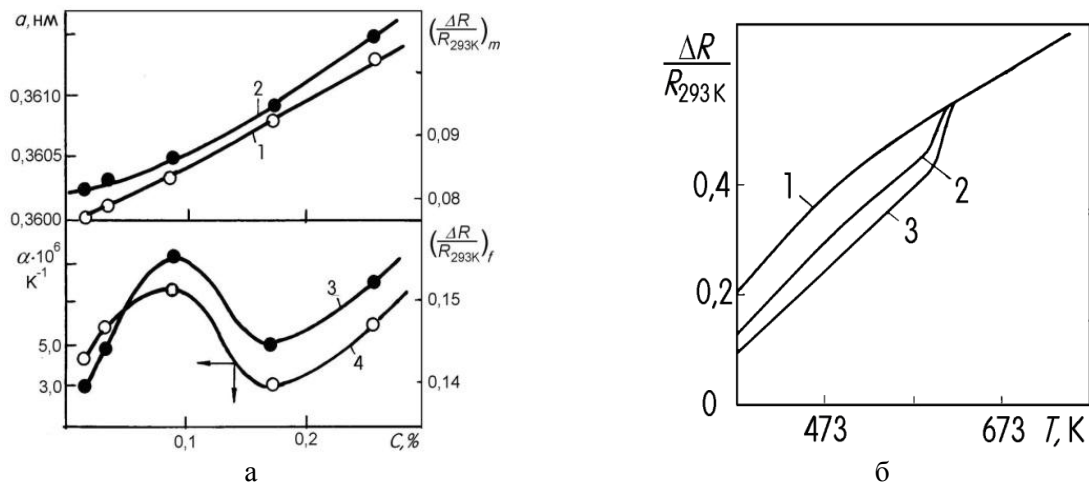 a, нм
(ΔR/R293K)m
0,3610
0,3605
0,3600
2
1
0,09
0,08
α·10⁶
K⁻¹
(ΔR/R293K)f
5,0
3,0
3
4
0,15
0,14
0,1
0,2
C,%
а
б
ΔR
R293 K
0,4
0,2
0
1
2
3
473
673
T, K